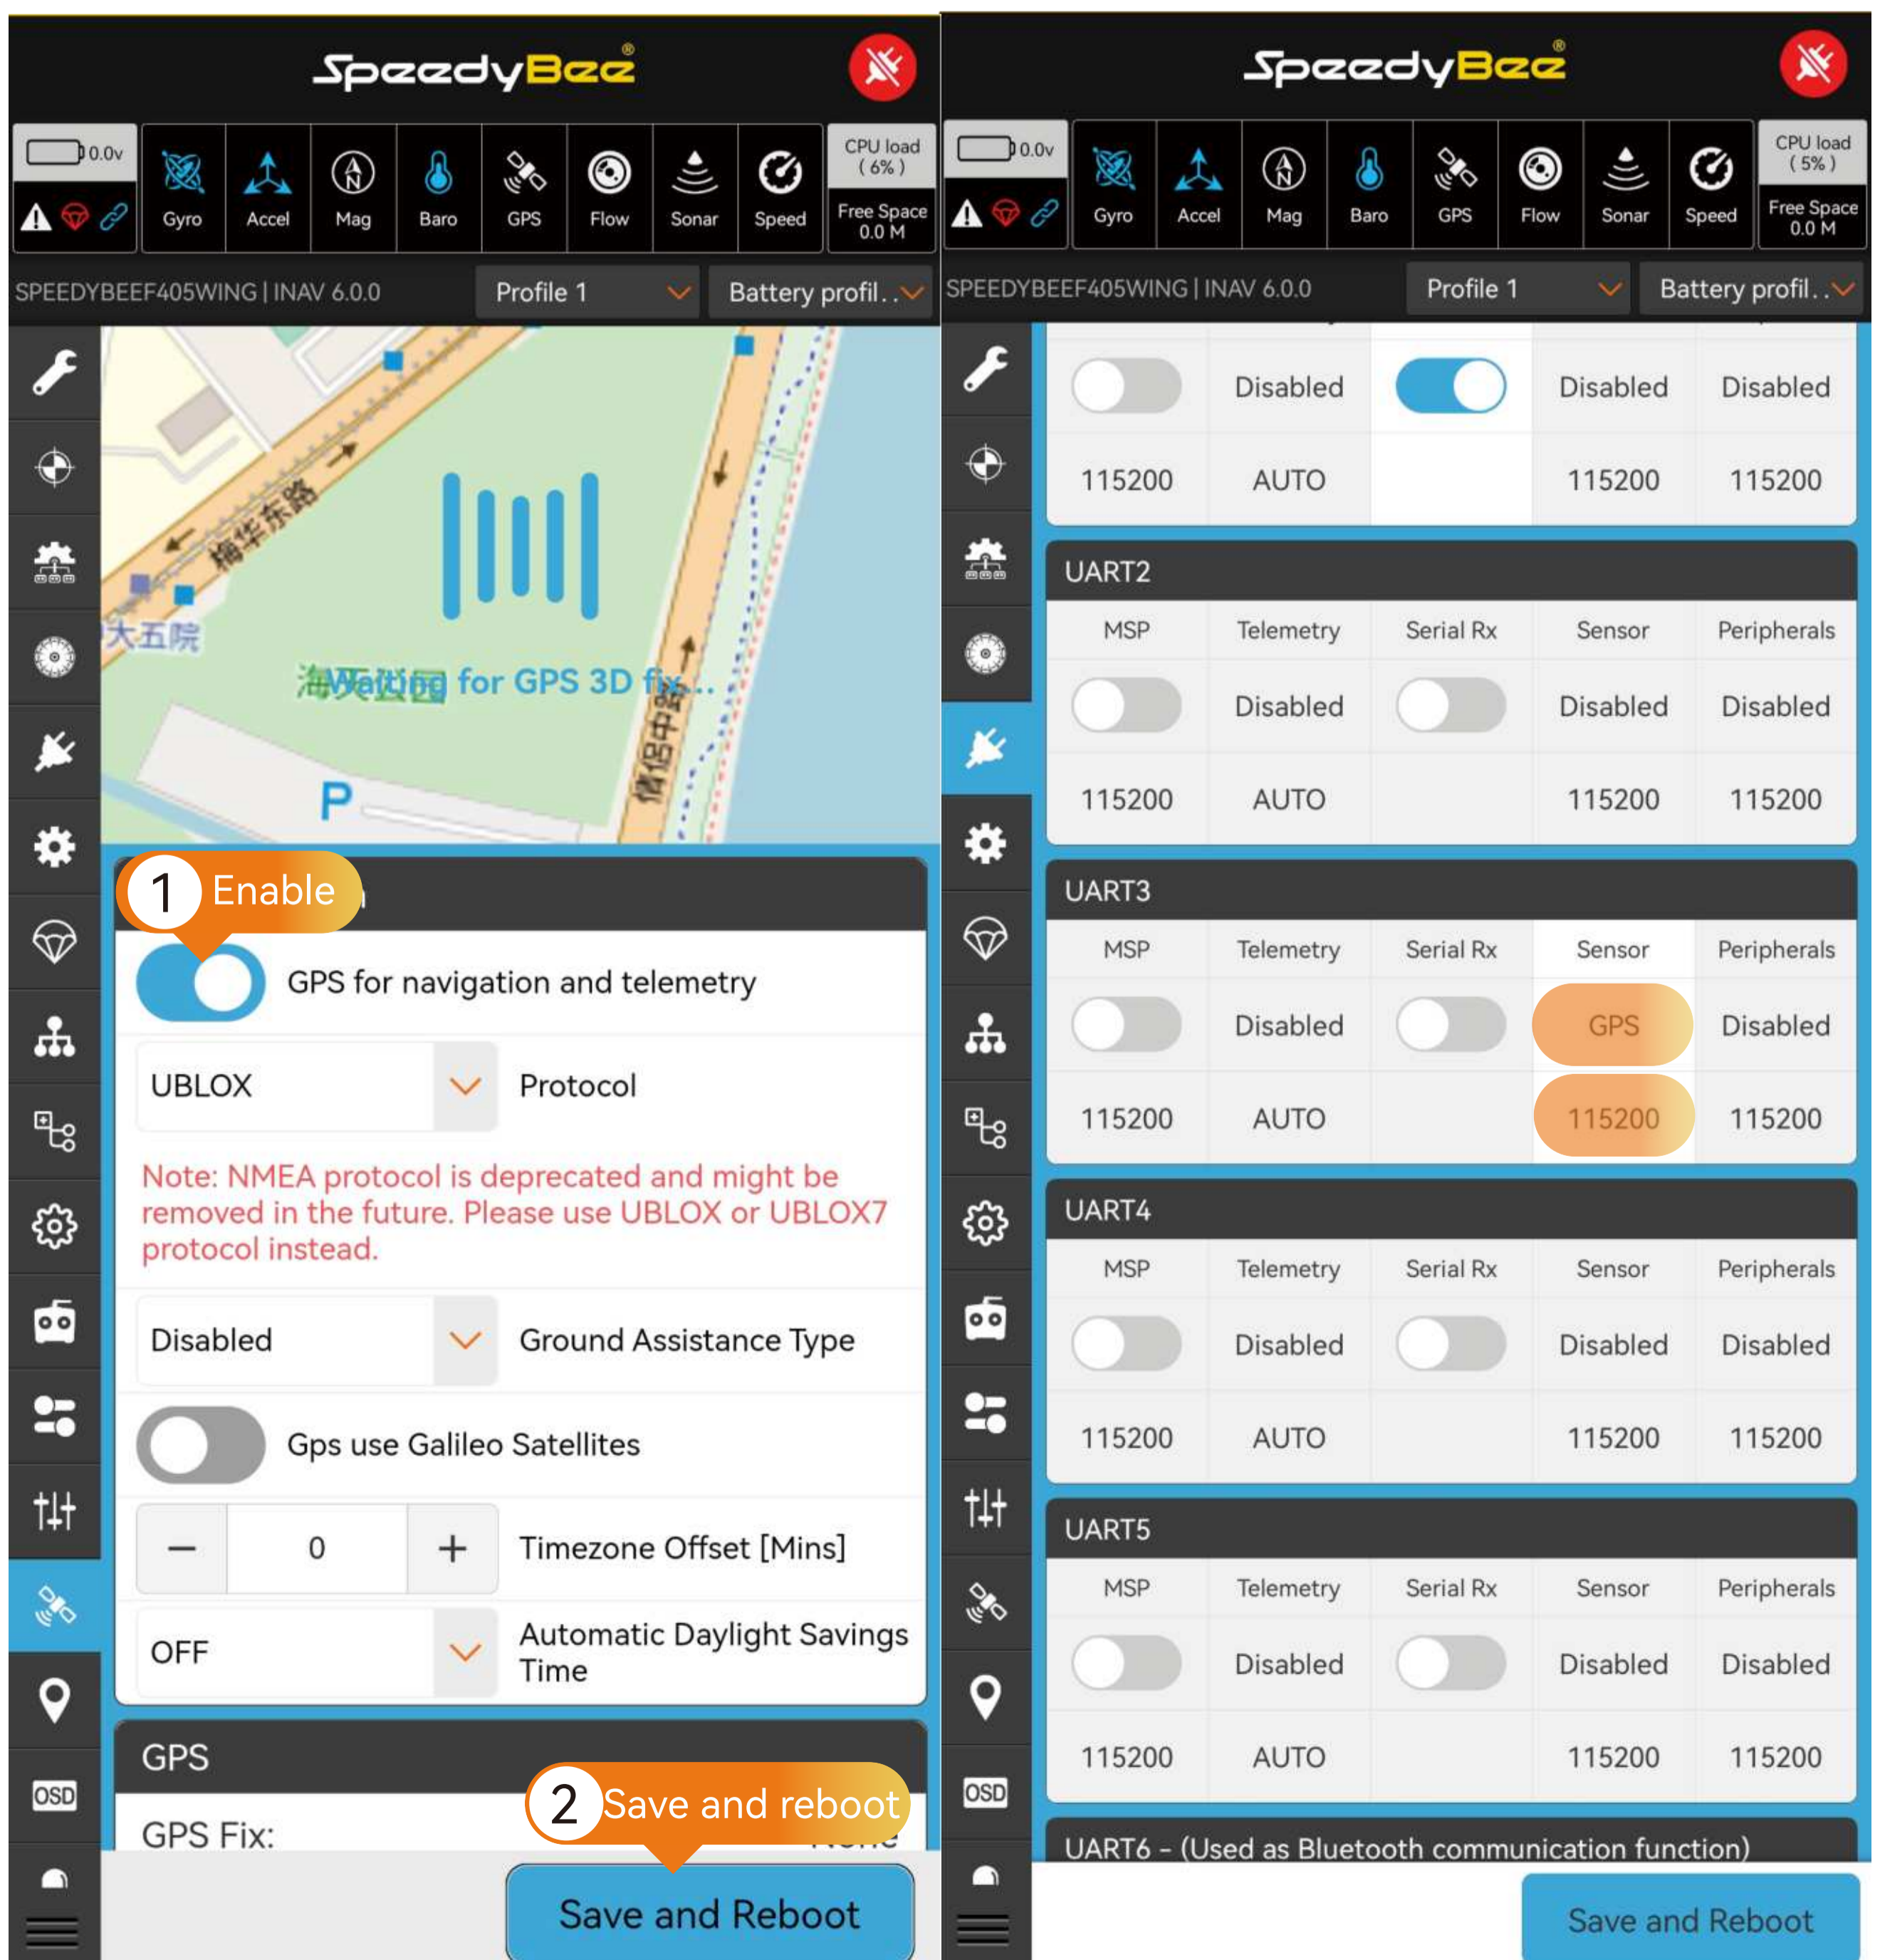 SpeedyBee®
0.0v
CPU load
( 6% )
Gyro
Accel
Mag
Baro
GPS
Flow
Sonar
Speed
Free Space
0.0 M
SPEEDYBEEF405WING | INAV 6.0.0
Profile 1
Battery profil. .
梅华东路
大五院
海天公园
Waiting for GPS 3D fix...
情侣中路
P
1 Enable
GPS for navigation and telemetry
UBLOX
Protocol
Note: NMEA protocol is deprecated and might be
removed in the future. Please use UBLOX or UBLOX7
protocol instead.
Disabled
Ground Assistance Type
Gps use Galileo Satellites
− 0 +
Timezone Offset [Mins]
OFF
Automatic Daylight Savings
Time
GPS
2 Save and reboot
GPS Fix:
None
OSD
Save and Reboot
SpeedyBee®
0.0v
CPU load
( 5% )
Gyro
Accel
Mag
Baro
GPS
Flow
Sonar
Speed
Free Space
0.0 M
SPEEDYBEEF405WING | INAV 6.0.0
Profile 1
Battery profil. .
Disabled Disabled Disabled
115200 AUTO 115200 115200
UART2
MSP Telemetry Serial Rx Sensor Peripherals
Disabled Disabled Disabled
115200 AUTO 115200 115200
UART3
MSP Telemetry Serial Rx Sensor Peripherals
Disabled GPS Disabled
115200 AUTO 115200 115200
UART4
MSP Telemetry Serial Rx Sensor Peripherals
Disabled Disabled Disabled
115200 AUTO 115200 115200
UART5
MSP Telemetry Serial Rx Sensor Peripherals
Disabled Disabled Disabled
115200 AUTO 115200 115200
OSD
UART6 – (Used as Bluetooth communication function)
Save and Reboot